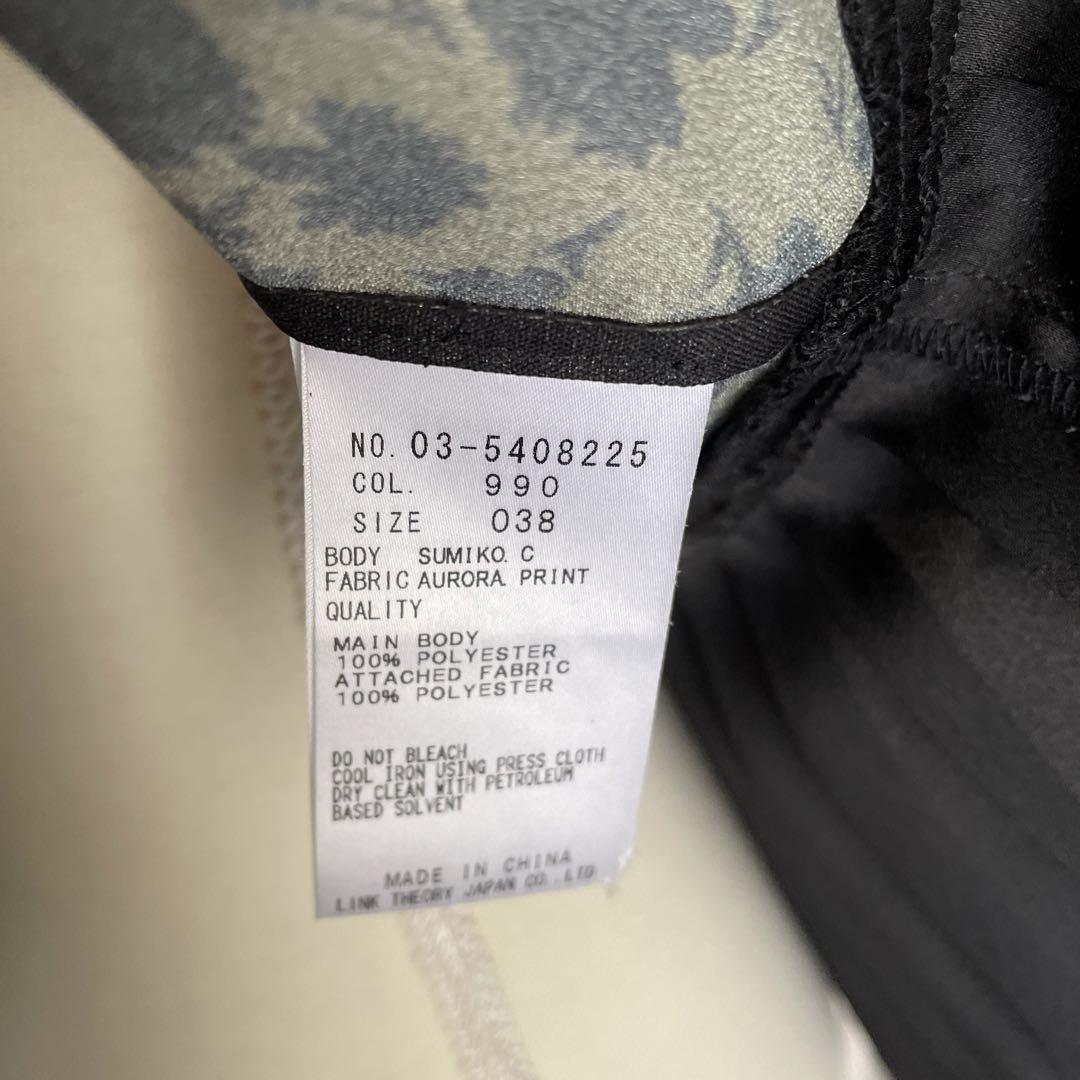 NO. 03-5408225
COL. 990
SIZE 038
BODY SUMIKO. C
FABRIC AURORA PRINT
QUALITY
MAIN BODY
100% POLYESTER
ATTACHED FABRIC
100% POLYESTER
DO NOT BLEACH
COOL IRON USING PRESS CLOTH
DRY CLEAN WITH PETROLEUM
BASED SOLVENT
MADE IN CHINA
LINK THEORY JAPAN CO.,LTD